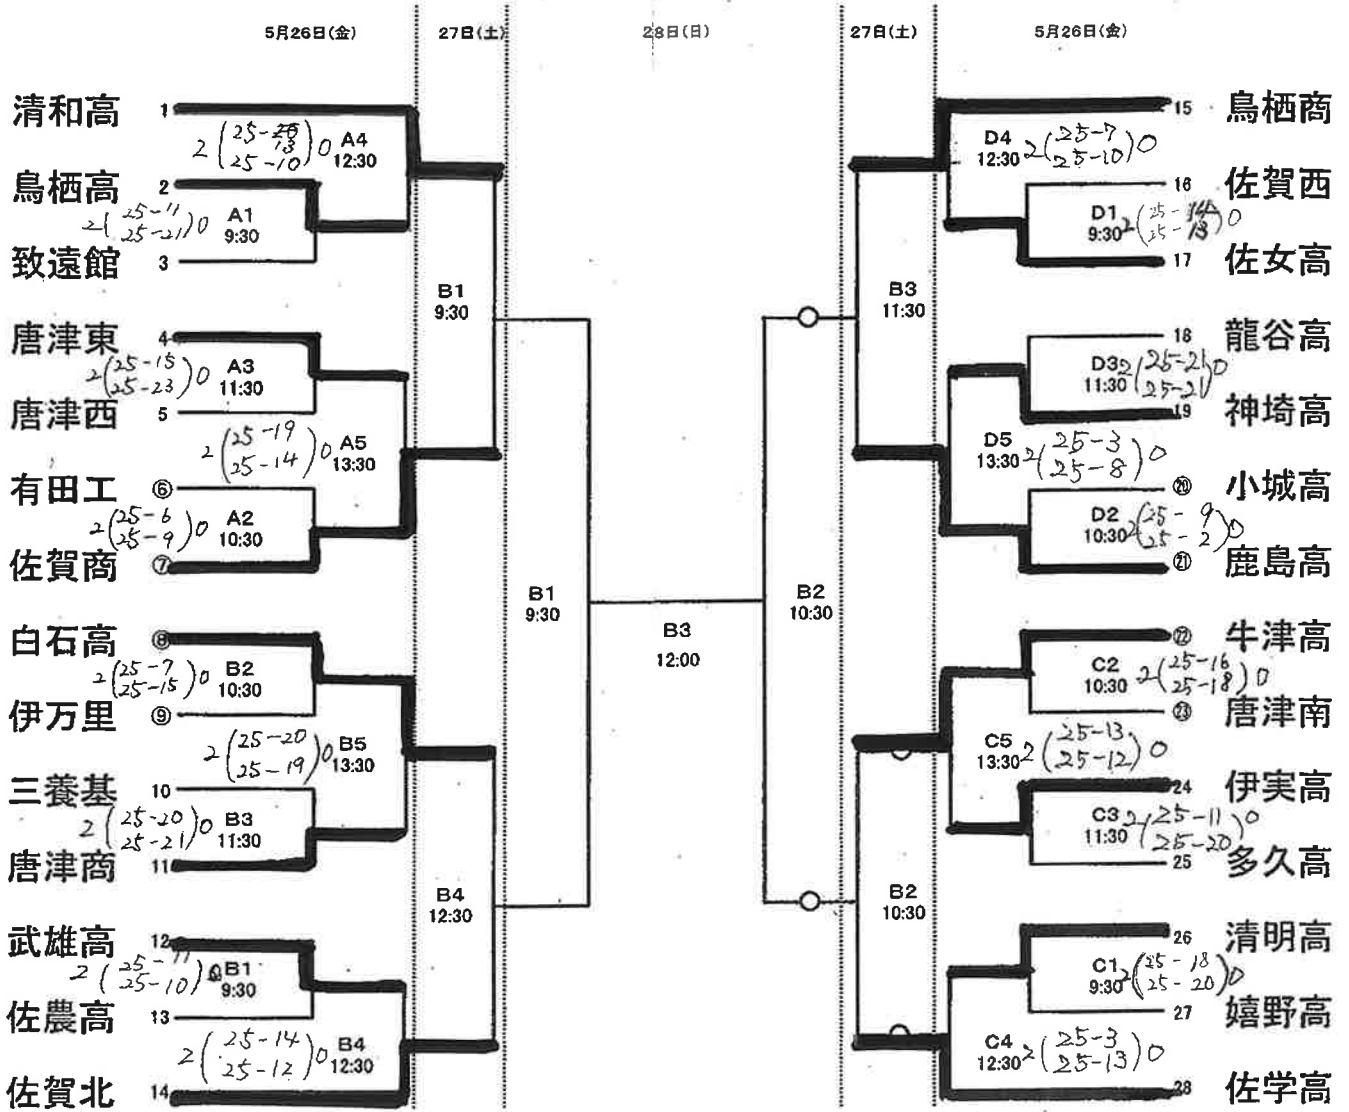 5月26日(金) 27日(土) 28日(日) 27日(土) 5月26日(金)
清和高 1
2 (25-13 25-10) 0 A4 12:30
鳥栖高 2
2 (25-11 25-21) 0 A1 9:30
致遠館 3
唐津東 4
2 (25-15 25-23) 0 A3 11:30
唐津西 5
2 (25-19 25-14) 0 A5 13:30
有田工 ⑥
2 (25-6 25-9) 0 A2 10:30
佐賀商 ⑦
白石高 ⑧
2 (25-7 25-15) 0 B2 10:30
伊万里 ⑨
2 (25-20 25-19) 0 B5 13:30
三養基 10
2 (25-20 25-21) 0 B3 11:30
唐津商 11
武雄高 12
2 (25-11 25-10) 0 B1 9:30
佐農高 13
2 (25-14 25-12) 0 B4 12:30
佐賀北 14
B1 9:30
B4 12:30
B1 9:30
B3 12:00
B2 10:30
B3 11:30
B2 10:30
15 鳥栖商
D4 12:30 2 (25-7 25-10) 0
16 佐賀西
D1 9:30 2 (25-14 25-13) 0
17 佐女高
18 龍谷高
D3 11:30 2 (25-21 25-21) 0
19 神埼高
D5 13:30 2 (25-3 25-8) 0
⑳ 小城高
D2 10:30 2 (25-9 25-2) 0
㉑ 鹿島高
㉒ 牛津高
C2 10:30 2 (25-16 25-18) 0
㉓ 唐津南
C5 13:30 2 (25-13 25-12) 0
24 伊実高
C3 11:30 2 (25-11 25-20) 0
25 多久高
26 清明高
C1 9:30 2 (25-18 25-20) 0
27 嬉野高
C4 12:30 2 (25-3 25-13) 0
28 佐学高